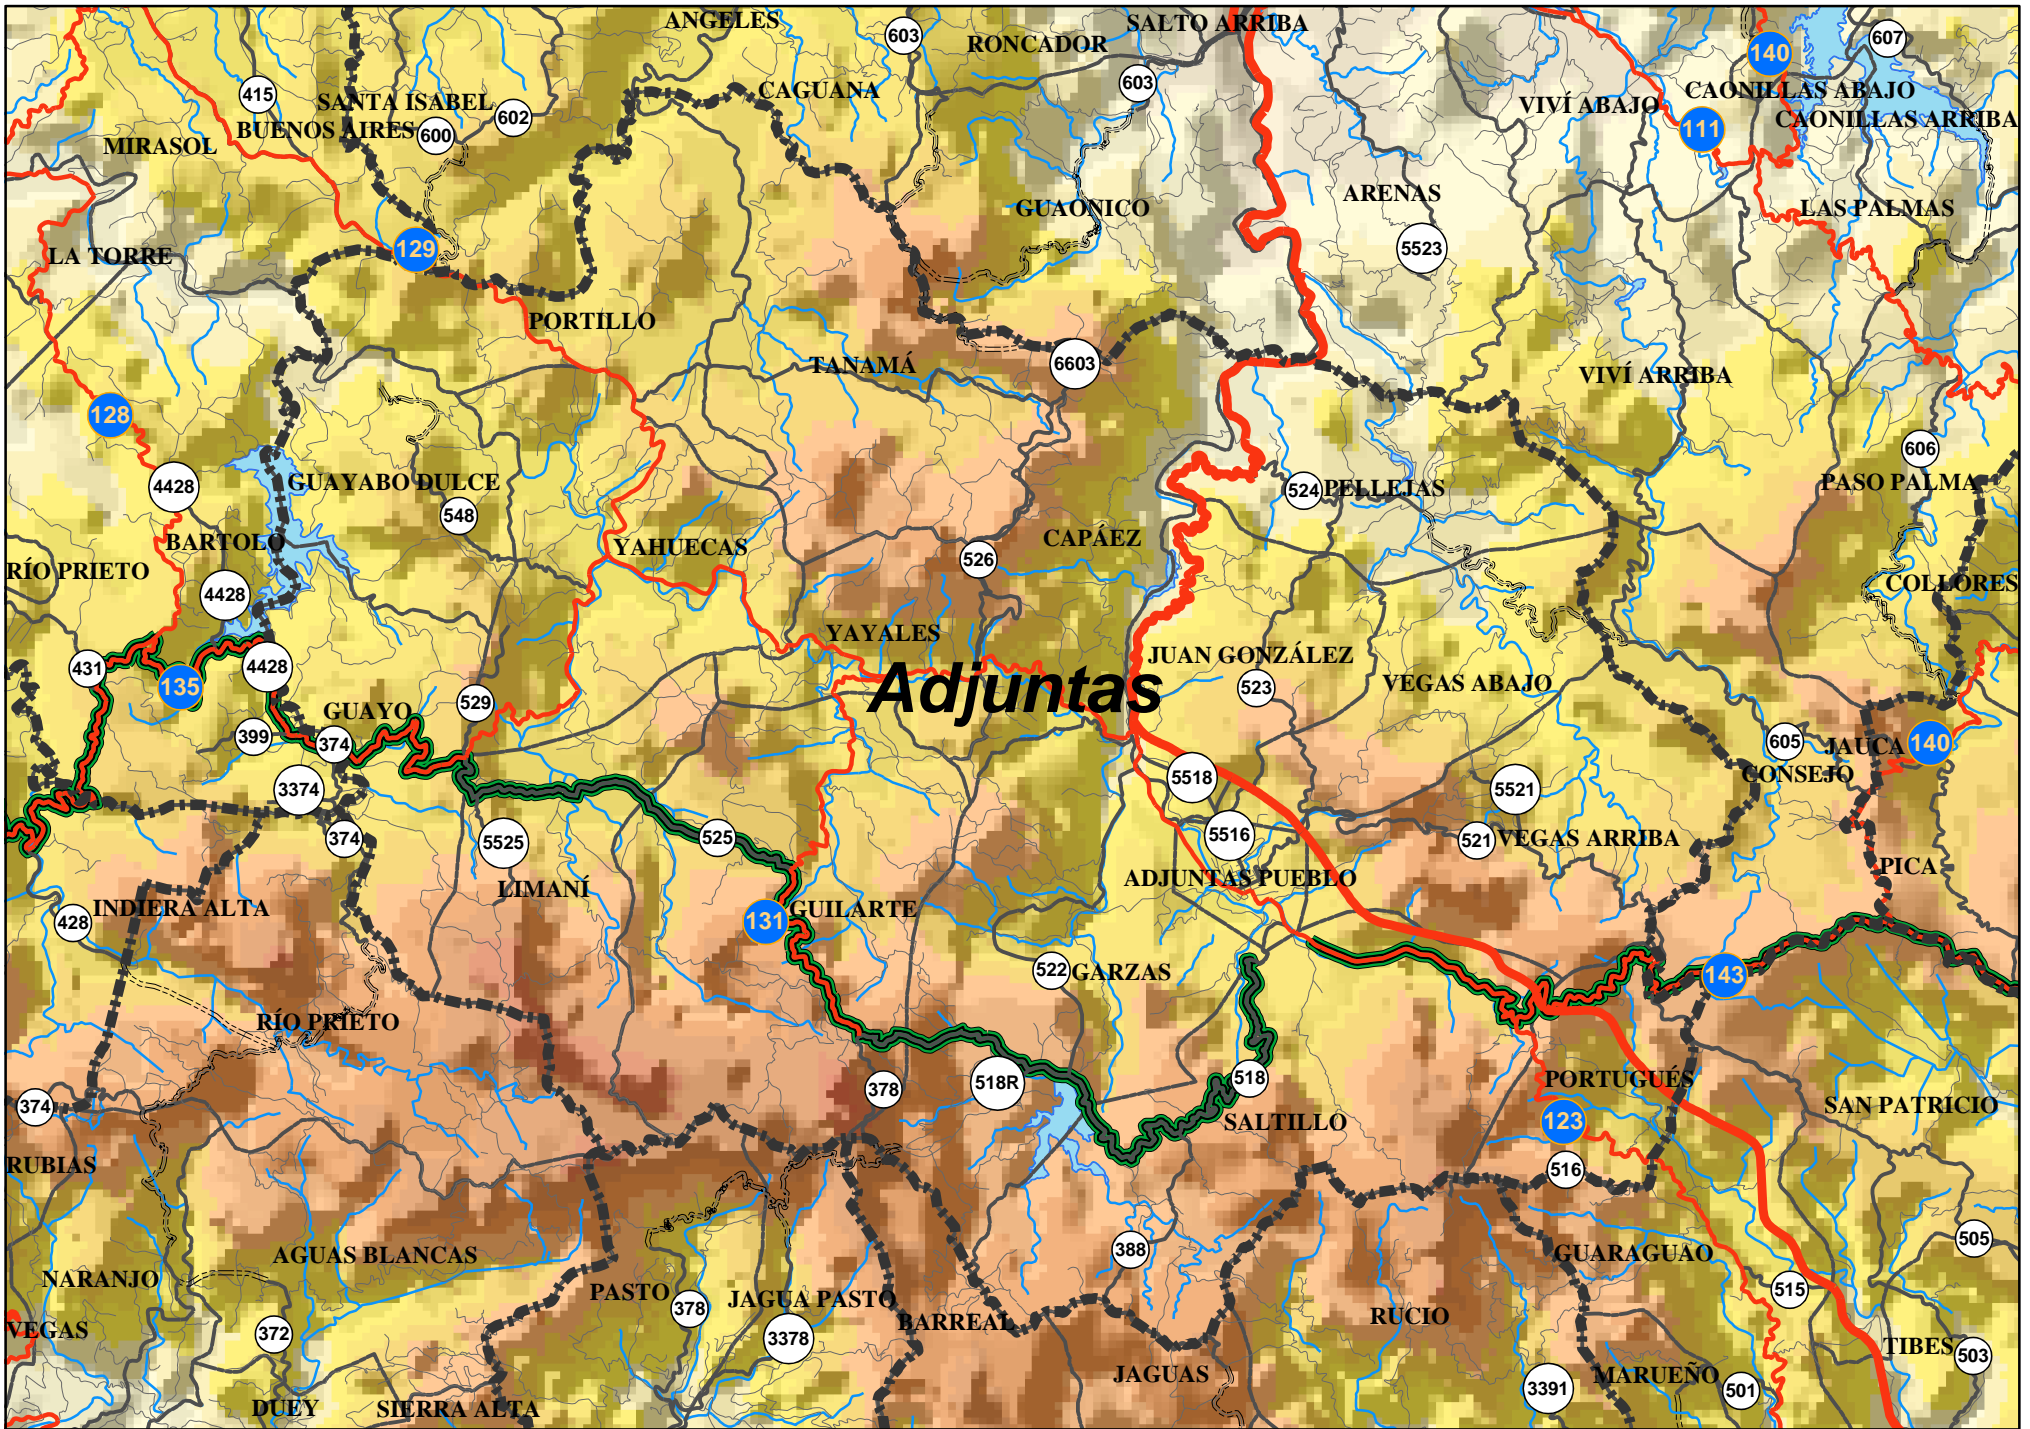 ANGELES
SALTO ARRIBA
603
RONCADOR
607
140
415
SANTA ISABEL
602
CAGUANA
603
VIVÍ ABAJO
CAONILLAS ABAJO
BUENOS AIRES
600
111
CAONILLAS ARRIBA
MIRASOL
ARENAS
GUAONICO
LAS PALMAS
LA TORRE
129
5523
PORTILLO
TANAMÁ
6603
VIVÍ ARRIBA
128
606
4428
GUAYABO DULCE
524
PELLEJAS
PASO PALMA
548
BARTOLO
YAHUECAS
CAPÁEZ
526
RÍO PRIETO
4428
COLLORES
YAYALES
431
4428
JUAN GONZÁLEZ
135
Adjuntas
523
VEGAS ABAJO
529
GUAYO
399
374
605
JAUCA
140
CONSEJO
3374
5518
5521
374
5525
525
5516
521
VEGAS ARRIBA
LIMANÍ
ADJUNTAS PUEBLO
PICA
INDIERA ALTA
428
131
GUILARTE
522
GARZAS
143
RÍO PRIETO
374
378
518R
518
PORTUGUÉS
SAN PATRICIO
SALTILLO
123
RUBIAS
516
AGUAS BLANCAS
388
GUARAGUAO
505
NARANJO
PASTO
378
JAGUA PASTO
515
VEGAS
372
3378
BARREAL
RUCIO
TIBES
503
JAGUAS
3391
MARUEÑO
501
DUEY
SIERRA ALTA